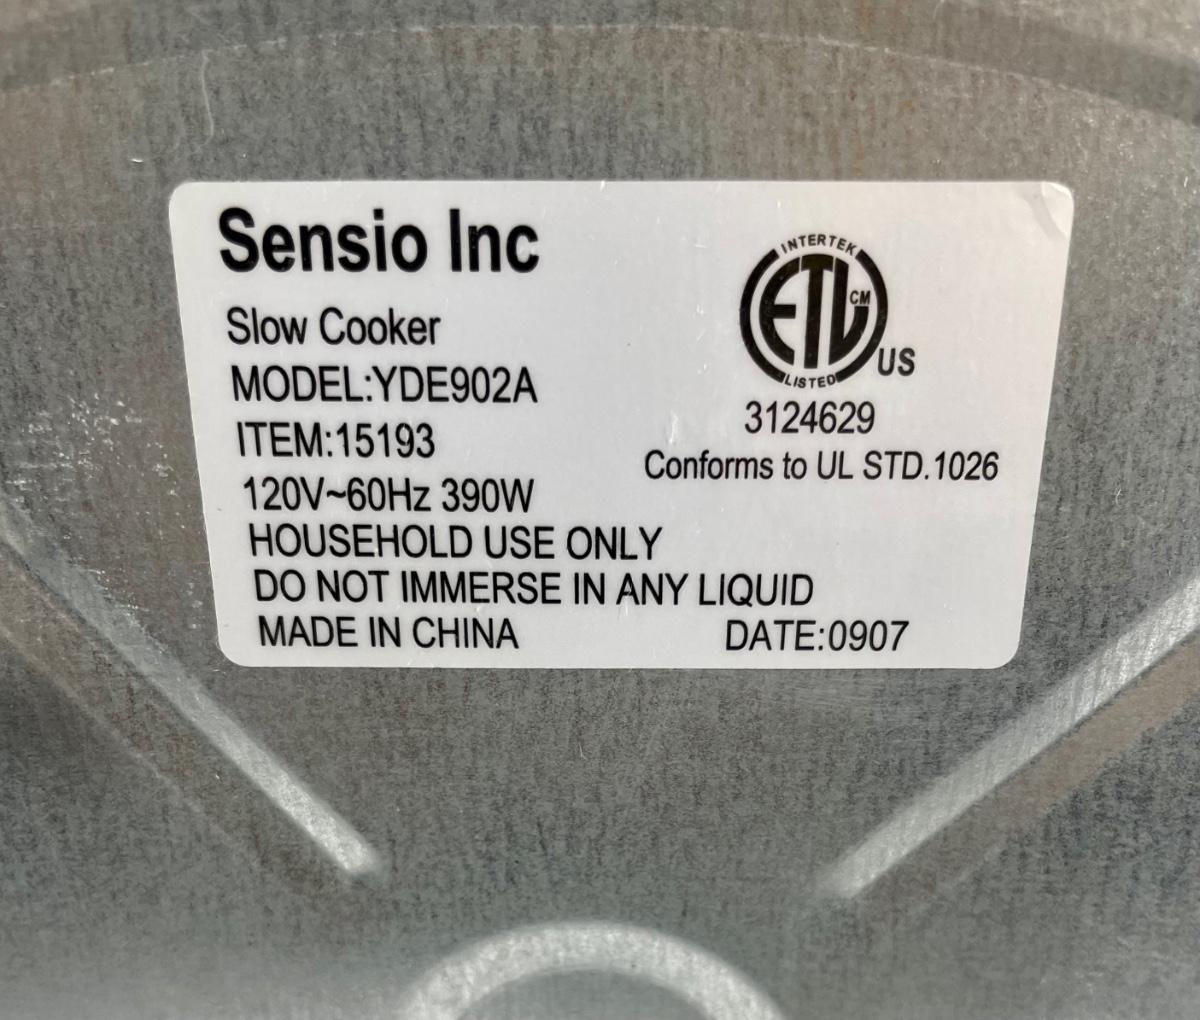 Sensio Inc
Slow Cooker
MODEL:YDE902A
ITEM:15193
120V~60Hz 390W
HOUSEHOLD USE ONLY
DO NOT IMMERSE IN ANY LIQUID
MADE IN CHINA
DATE:0907
INTERTEK
ETL CM
LISTED
US
3124629
Conforms to UL STD.1026